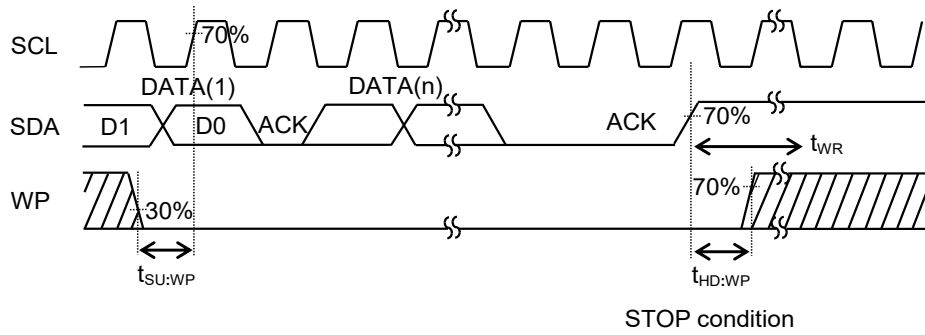 SCL
70%
DATA(1)
DATA(n)
SDA
D1
D0
ACK
ACK
70%
tWR
WP
30%
70%
tSU:WP
tHD:WP
STOP condition